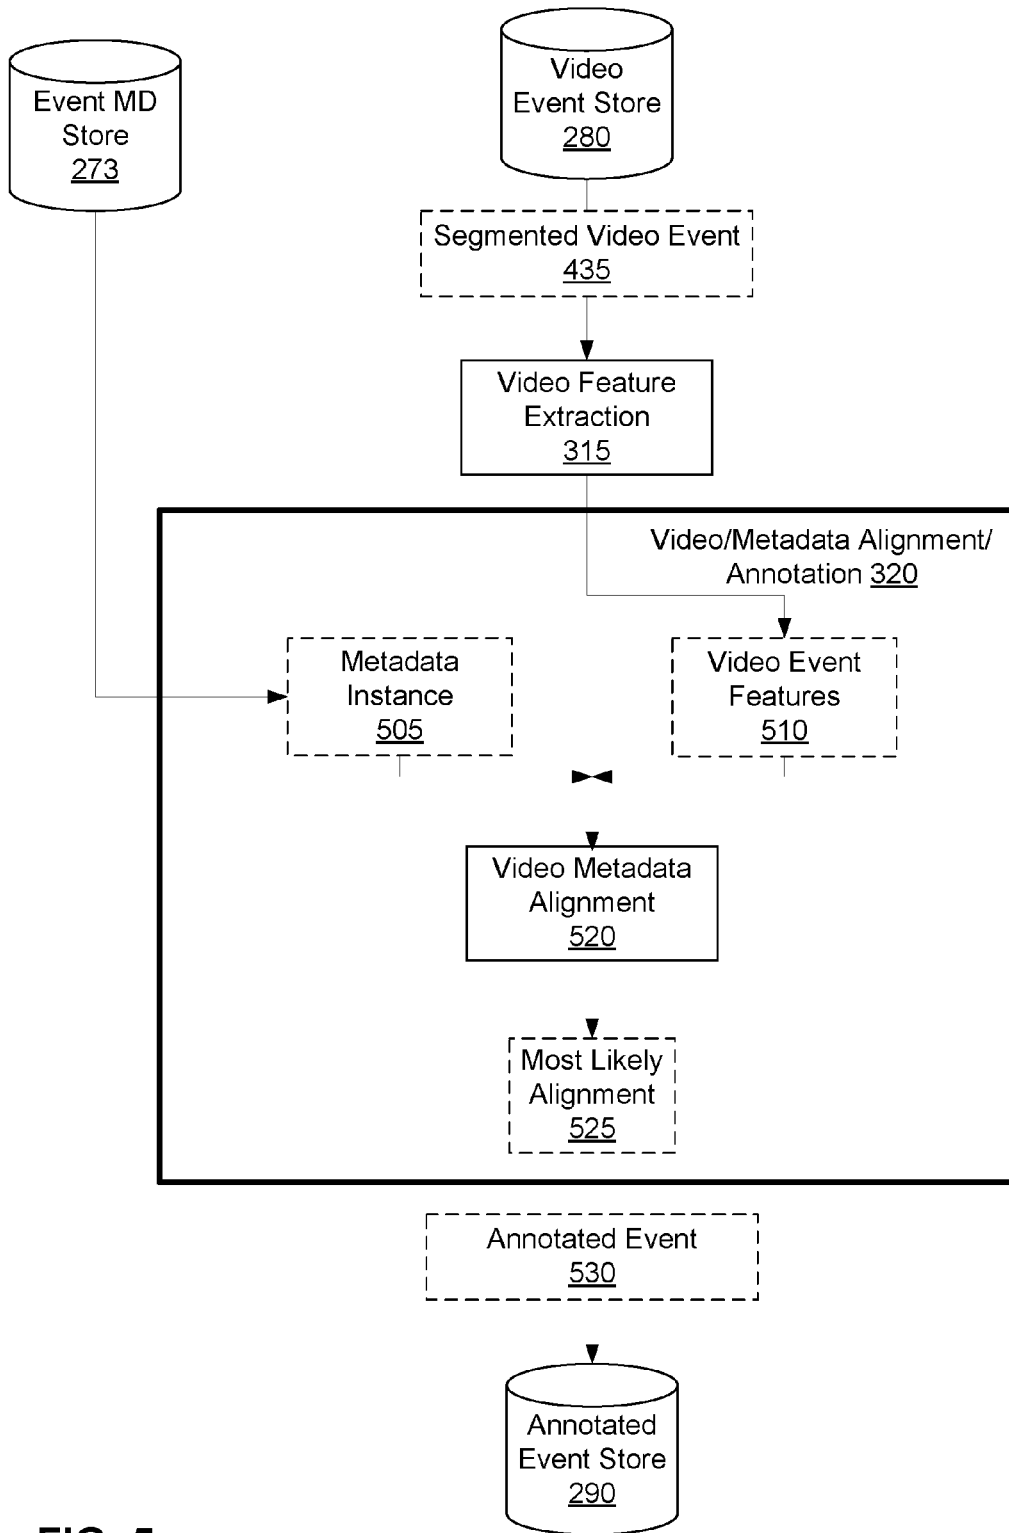 Event MD
Store
273
Video
Event Store
280
Segmented Video Event
435
Video Feature
Extraction
315
Video/Metadata Alignment/
Annotation 320
Metadata
Instance
505
Video Event
Features
510
Video Metadata
Alignment
520
Most Likely
Alignment
525
Annotated Event
530
Annotated
Event Store
290